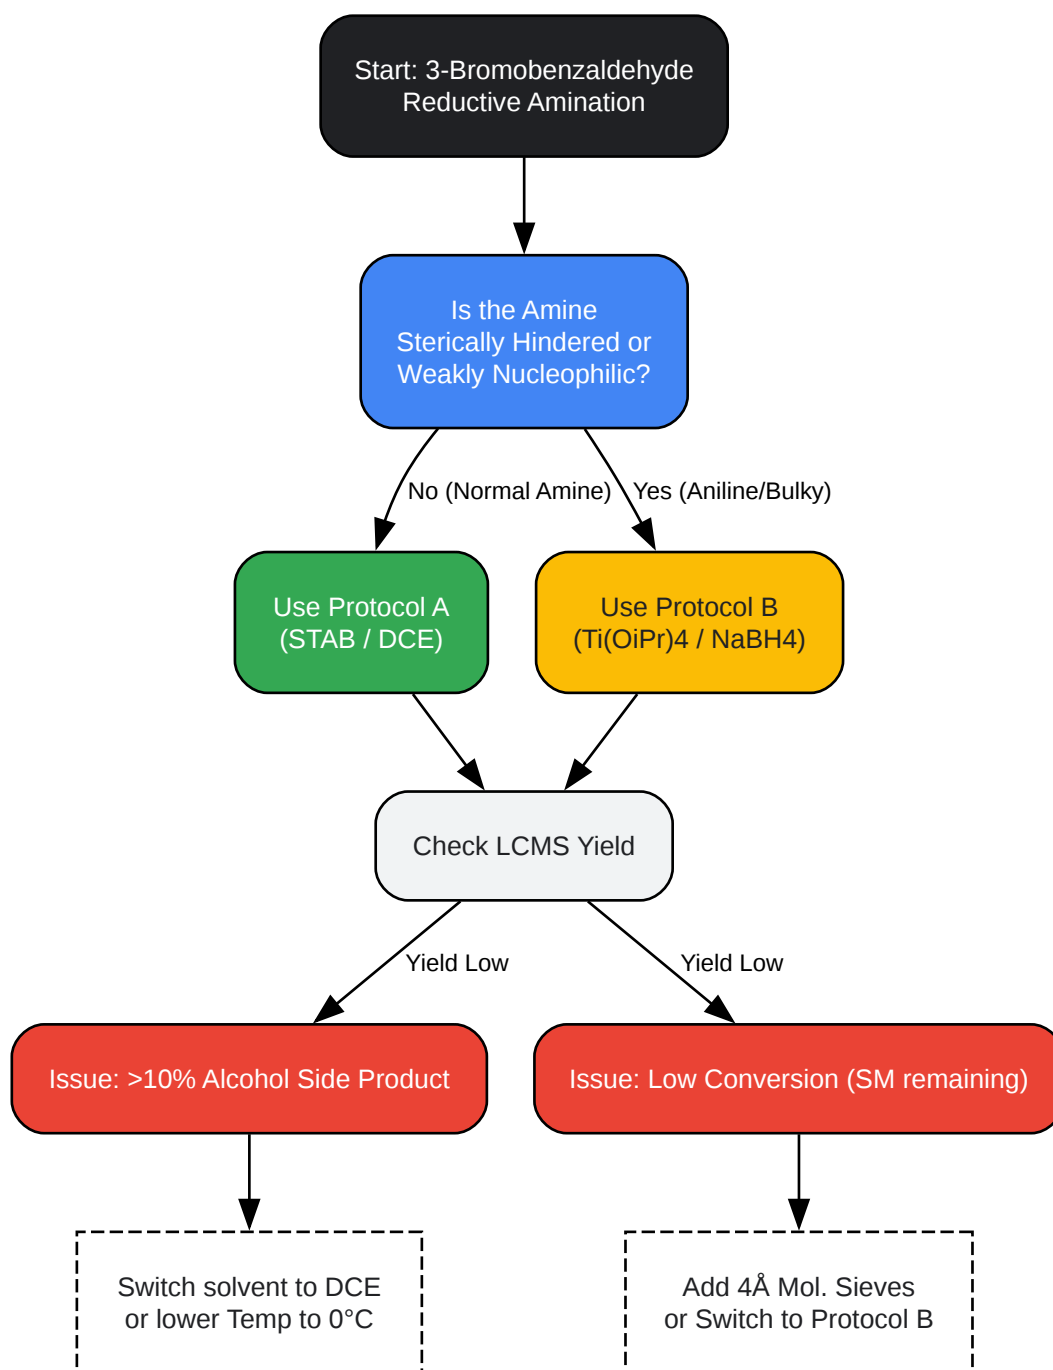 Start: 3-Bromobenzaldehyde
Reductive Amination
Is the Amine
Sterically Hindered or
Weakly Nucleophilic?
No (Normal Amine)
Yes (Aniline/Bulky)
Use Protocol A
(STAB / DCE)
Use Protocol B
(Ti(OiPr)4 / NaBH4)
Check LCMS Yield
Yield Low
Yield Low
Issue: >10% Alcohol Side Product
Issue: Low Conversion (SM remaining)
Switch solvent to DCE
or lower Temp to 0°C
Add 4Å Mol. Sieves
or Switch to Protocol B